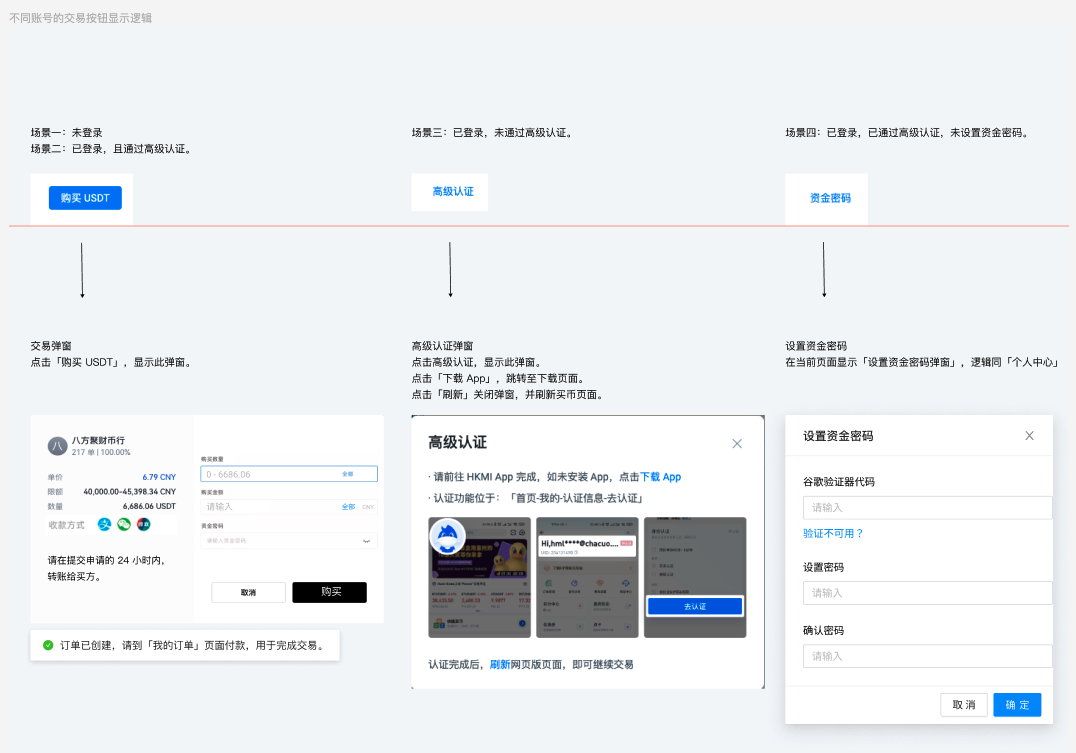 不同账号的交易按钮显示逻辑
场景一：未登录
场景二：已登录，且通过高级认证。
购买 USDT
场景三：已登录，未通过高级认证。
高级认证
场景四：已登录，已通过高级认证，未设置资金密码。
资金密码
交易弹窗
点击「购买 USDT」，显示此弹窗。
高级认证弹窗
点击高级认证，显示此弹窗。
点击「下载 App」，跳转至下载页面。
点击「刷新」关闭弹窗，并刷新买币页面。
设置资金密码
在当前页面显示「设置资金密码弹窗」，逻辑同「个人中心」
八 八方聚财币行
217 单 | 100.00%
单价 6.79 CNY
限额 40,000.00-45,398.34 CNY
数量 6,686.06 USDT
收款方式
请在提交申请的 24 小时内，
转账给买方。
购买数量
0 - 6686.06 全部
购买金额
请输入 全部 CNY
资金密码
请输入资金密码
取消 购买
订单已创建，请到「我的订单」页面付款，用于完成交易。
高级认证
· 请前往 HKMI App 完成，如未安装 App，点击下载 App
· 认证功能位于：「首页-我的-认证信息-去认证」
Hi,hml****@chacuo....
去认证
认证完成后，刷新网页版页面，即可继续交易
设置资金密码
谷歌验证器代码
请输入
验证不可用？
设置密码
请输入
确认密码
请输入
取 消 确 定